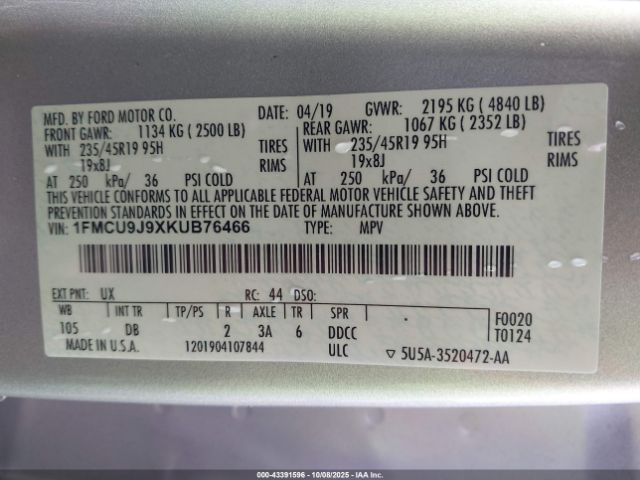 MFD. BY FORD MOTOR CO. DATE: 04/19 GVWR: 2195 KG ( 4840 LB)
FRONT GAWR: 1134 KG ( 2500 LB) REAR GAWR: 1067 KG ( 2352 LB)
WITH 235/45R19 95H TIRES WITH 235/45R19 95H TIRES
19x8J RIMS 19x8J RIMS
AT 250 kPa/ 36 PSI COLD AT 250 kPa/ 36 PSI COLD
THIS VEHICLE CONFORMS TO ALL APPLICABLE FEDERAL MOTOR VEHICLE SAFETY AND THEFT
PREVENTION STANDARDS IN EFFECT ON THE DATE OF MANUFACTURE SHOWN ABOVE.
VIN: 1FMCU9J9XKUB76466 TYPE: MPV
EXT PNT: UX RC: 44 DSO:
WB INT TR TP/PS R AXLE TR SPR F0020
105 DB 2 3A 6 DDCC T0124
MADE IN U.S.A. 1201904107844 ULC ▽ 5U5A-3520472-AA
000-43391596 - 10/08/2025 - IAA, Inc.